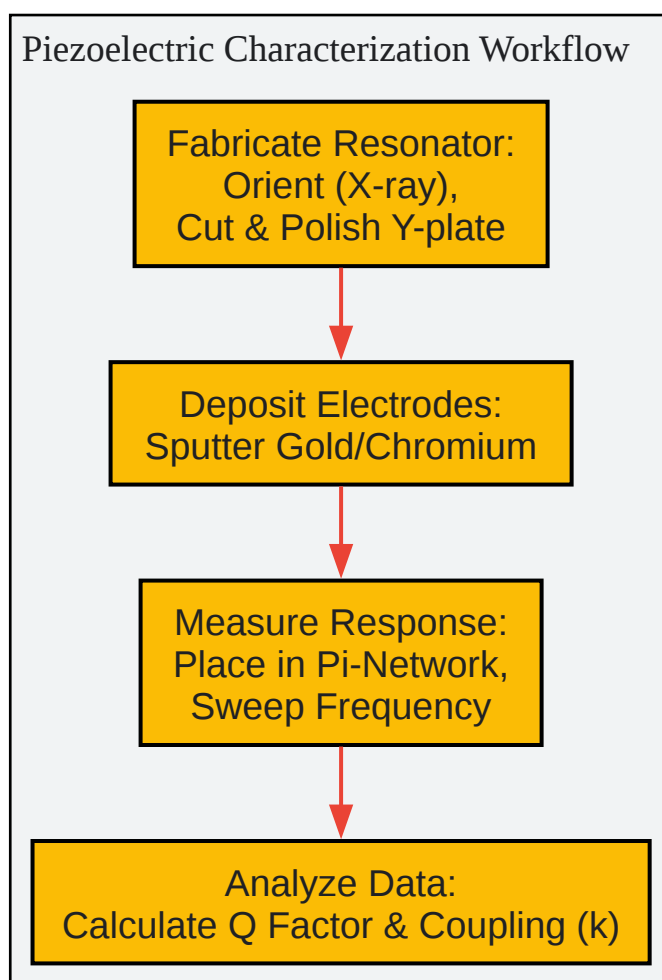 Piezoelectric Characterization Workflow
Fabricate Resonator:
Orient (X-ray),
Cut & Polish Y-plate
Deposit Electrodes:
Sputter Gold/Chromium
Measure Response:
Place in Pi-Network,
Sweep Frequency
Analyze Data:
Calculate Q Factor & Coupling (k)